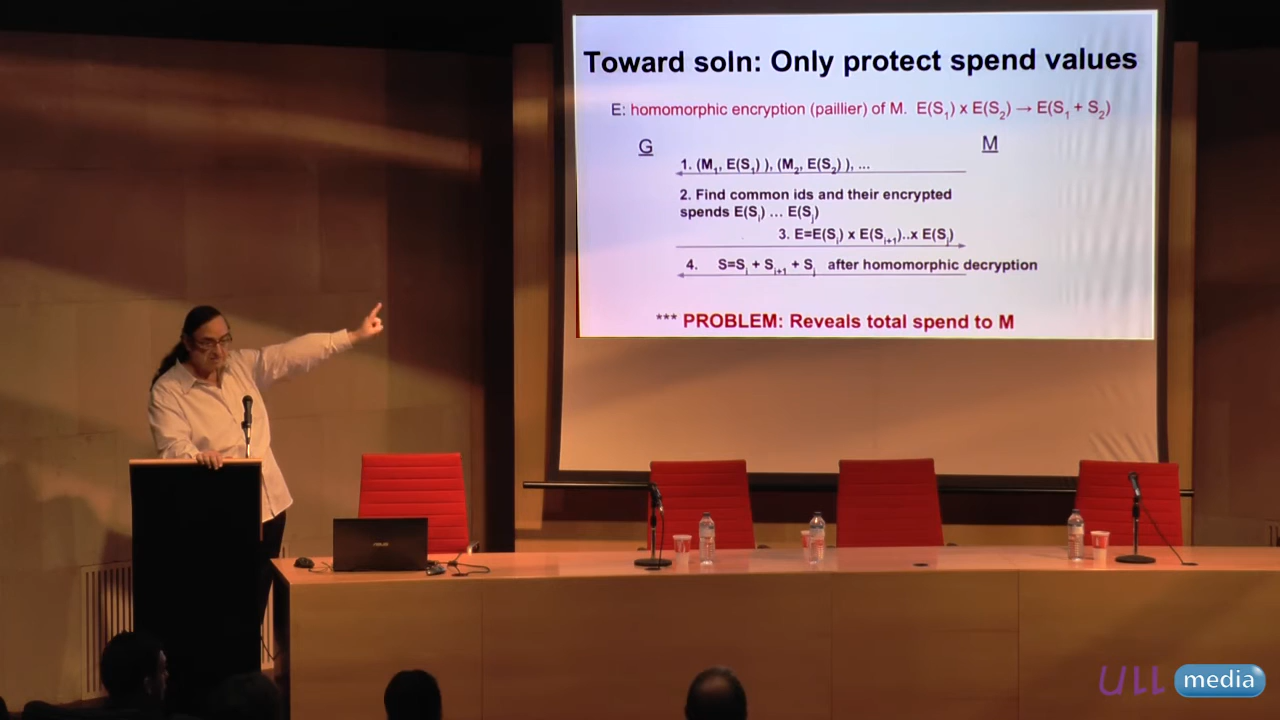 Toward soln: Only protect spend values
E: homomorphic encryption (paillier) of M. E(S₁) x E(S₂) → E(S₁ + S₂)
G
M
1. (M₁, E(S₁) ), (M₂, E(S₂) ), ...
2. Find common ids and their encrypted
spends E(Sᵢ) ... E(Sⱼ)
3. E=E(Sᵢ) x E(Sᵢ₊₁)..x E(Sⱼ)
4. S=Sᵢ + Sᵢ₊₁ + Sⱼ after homomorphic decryption
*** PROBLEM: Reveals total spend to M
ULL media